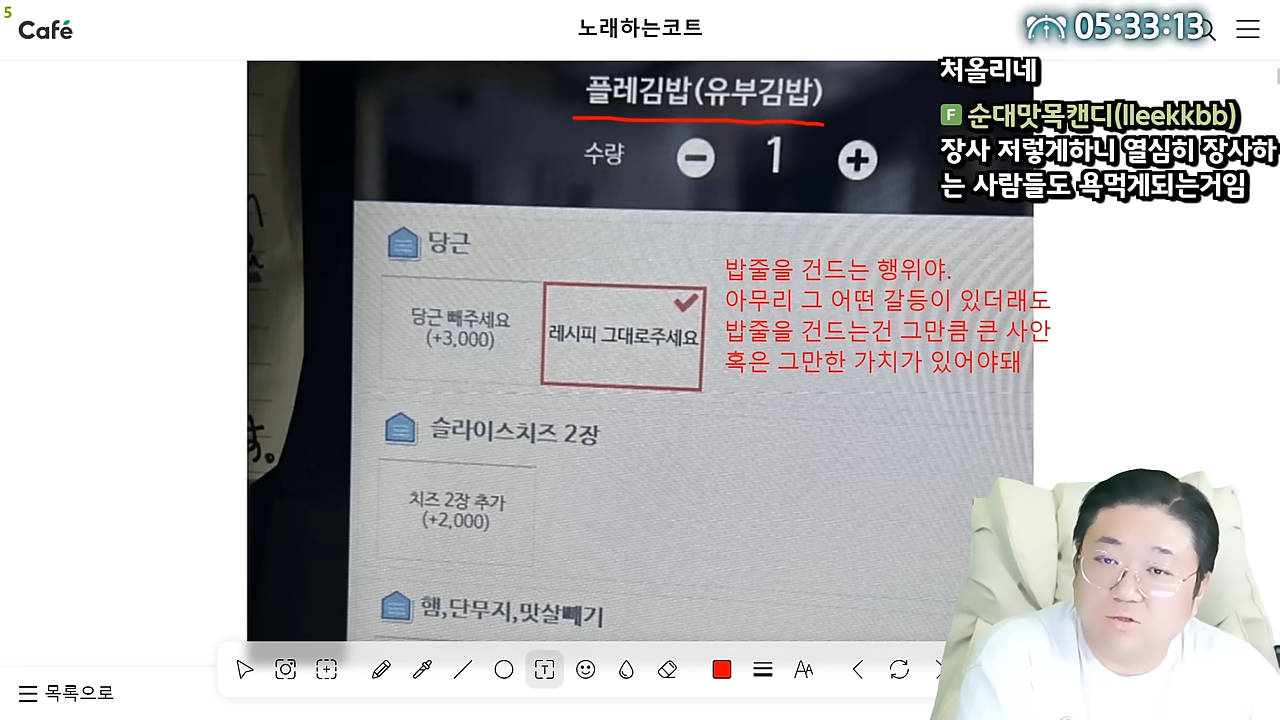 5
Café
노래하는코트
05:33:13
처올리네
F 순대맛목캔디(lleekkbb)
장사 저렇게하니 열심히 장사하
는 사람들도 욕먹게되는거임
플레김밥(유부김밥)
수량
1
당근
당근 빼주세요
(+3,000)
레시피 그대로주세요
밥줄을 건드는 행위야.
아무리 그 어떤 갈등이 있더래도
밥줄을 건드는건 그만큼 큰 사안
혹은 그만한 가치가 있어야돼
슬라이스치즈 2장
치즈 2장 추가
(+2,000)
햄,단무지,맛살빼기
목록으로